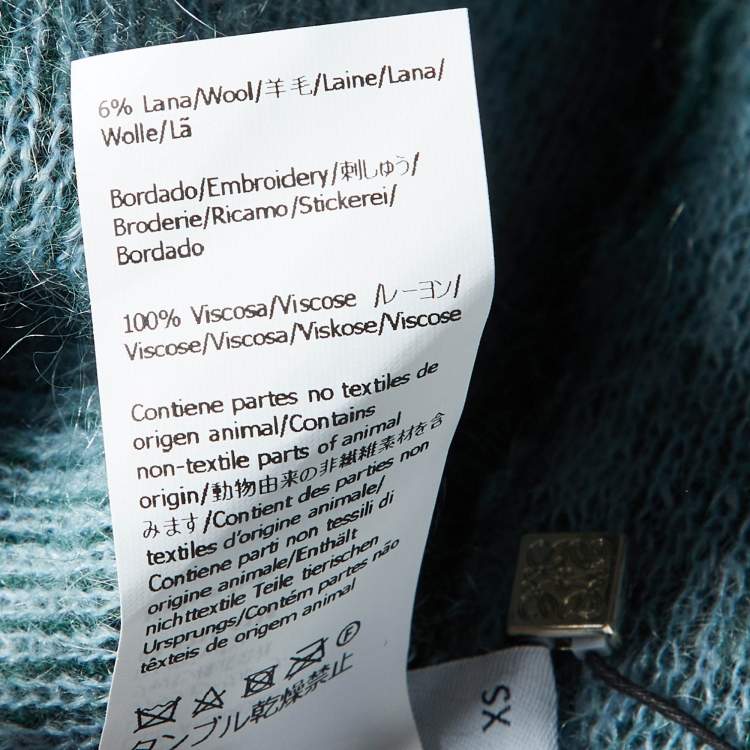 6% Lana/Wool/羊毛/Laine/Lana/
Wolle/Lã
Bordado/Embroidery/刺しゅう/
Broderie/Ricamo/Stickerei/
Bordado
100% Viscosa/Viscose /レーヨン/
Viscose/Viscosa/Viskose/Viscose
Contiene partes no textiles de
origen animal/Contains
non-textile parts of animal
origin/動物由来の非繊維素材を含
みます/Contient des parties non
textiles d'origine animale/
Contiene parti non tessili di
origine animale/Enthält
nichttextile Teile tierischen
Ursprungs/Contém partes não
têxteis de origem animal
F
タンブル乾燥禁止
XS